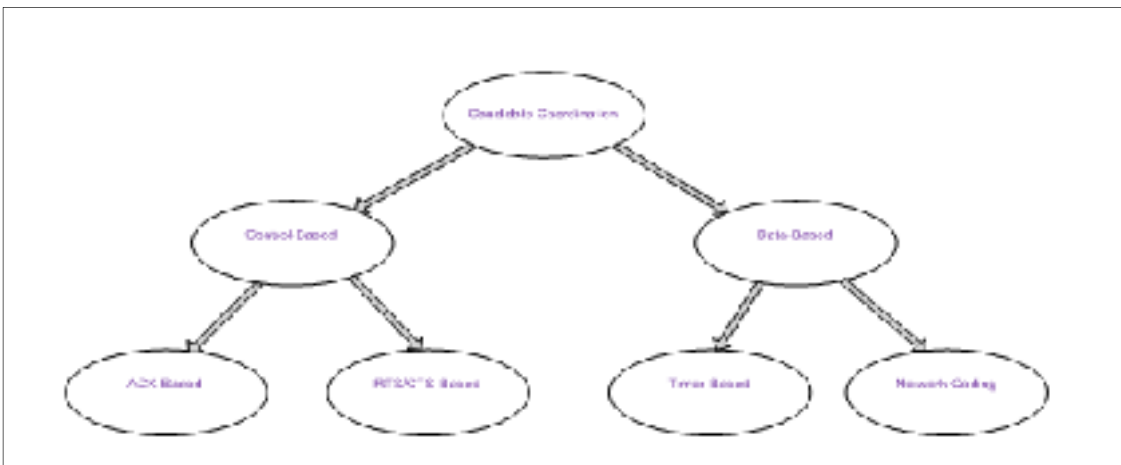 Candidate Coordination
Control Based
Data Based
ACK Based
RTS/CTS Based
Timer Based
Network Coding